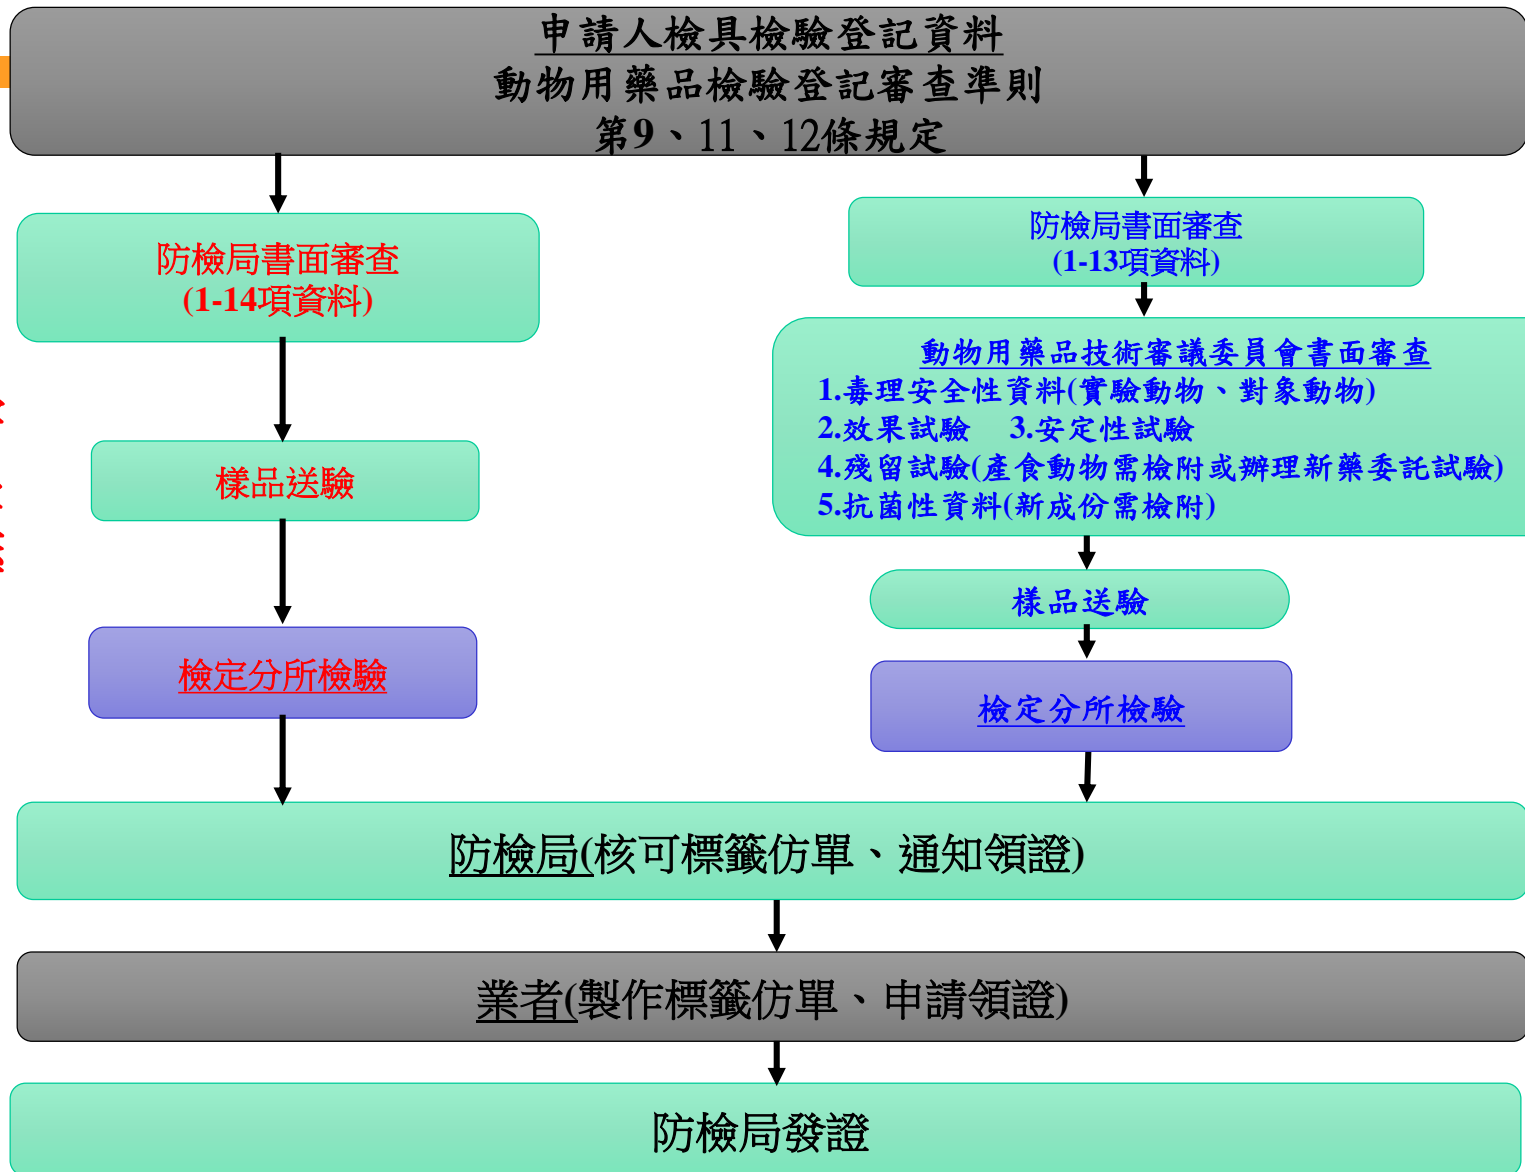 申請人檢具檢驗登記資料
動物用藥品檢驗登記審查準則
第9、11、12條規定
防檢局書面審查
(1-14項資料)
樣品送驗
檢定分所檢驗
防檢局書面審查
(1-13項資料)
動物用藥品技術審議委員會書面審查
1.毒理安全性資料(實驗動物、對象動物)
2.效果試驗 3.安定性試驗
4.殘留試驗(產食動物需檢附或辦理新藥委託試驗)
5.抗菌性資料(新成份需檢附)
樣品送驗
檢定分所檢驗
防檢局(核可標籤仿單、通知領證)
業者(製作標籤仿單、申請領證)
防檢局發證